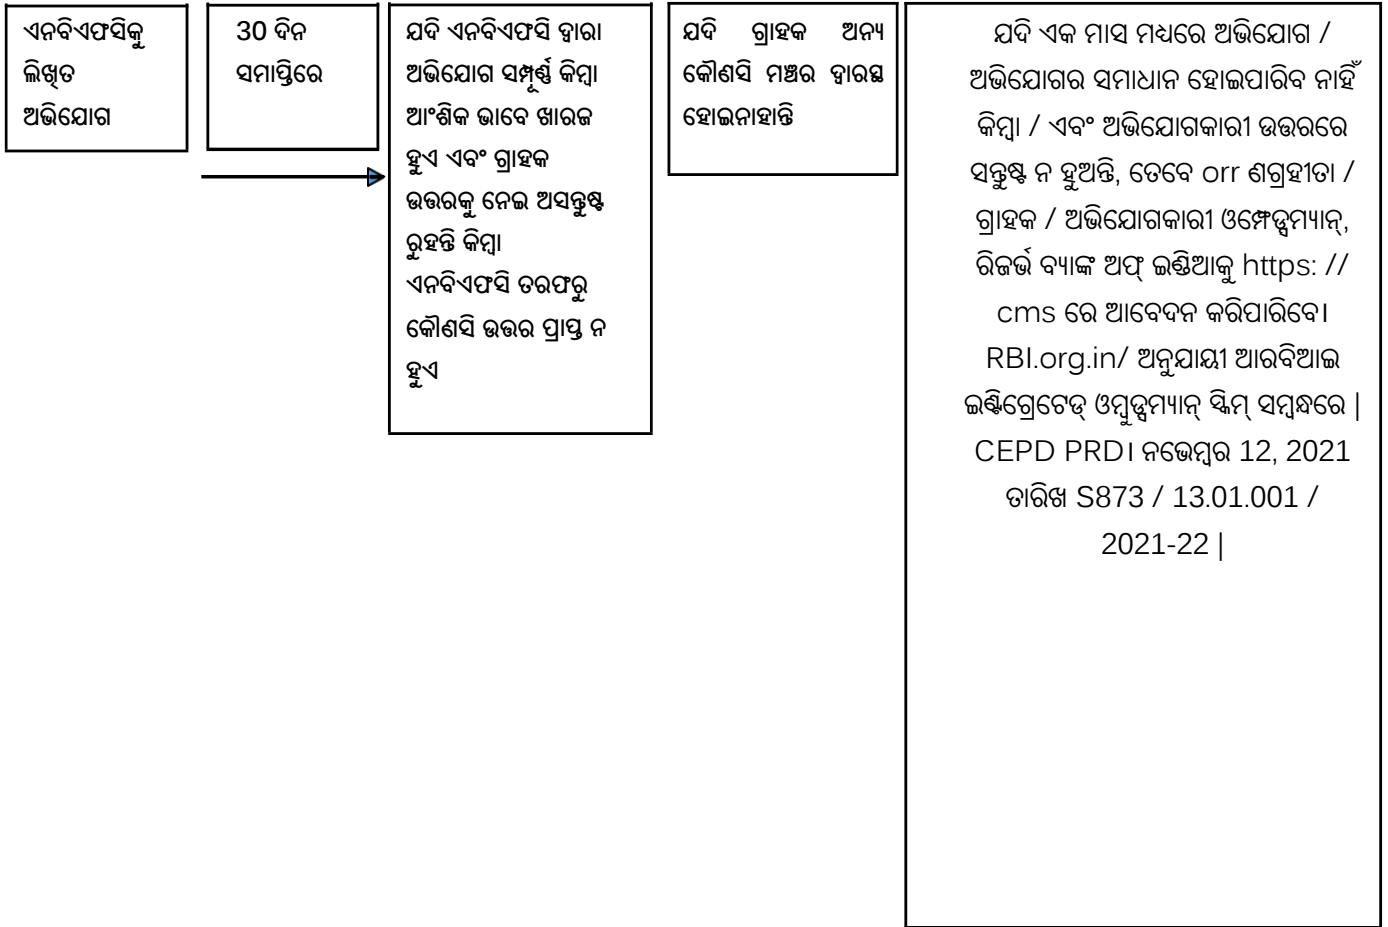 ଏନବିଏଫସିକୁ
ଲିଖିତ
ଅଭିଯୋଗ
30 ଦିନ
ସମାପ୍ତିରେ
ଯଦି ଏନବିଏଫସି ଦ୍ୱାରା
ଅଭିଯୋଗ ସମ୍ପୂର୍ଣ୍ଣ କିମ୍ବା
ଆଂଶିକ ଭାବେ ଖାରଜ
ହୁଏ ଏବଂ ଗ୍ରାହକ
ଉତ୍ତରକୁ ନେଇ ଅସନ୍ତୁଷ୍ଟ
ରୁହନ୍ତି କିମ୍ବା
ଏନବିଏଫସି ତରଫରୁ
କୌଣସି ଉତ୍ତର ପ୍ରାପ୍ତ ନ
ହୁଏ
ଯଦି ଗ୍ରାହକ ଅନ୍ୟ
କୌଣସି ମଞ୍ଚର ଦ୍ୱାରସ୍ଥ
ହୋଇନାହାନ୍ତି
ଯଦି ଏକ ମାସ ମଧ୍ୟରେ ଅଭିଯୋଗ /
ଅଭିଯୋଗର ସମାଧାନ ହୋଇପାରିବ ନାହିଁ
କିମ୍ବା / ଏବଂ ଅଭିଯୋଗକାରୀ ଉତ୍ତରରେ
ସନ୍ତୁଷ୍ଟ ନ ହୁଅନ୍ତି, ତେବେ orr ଣଗ୍ରହୀତା /
ଗ୍ରାହକ / ଅଭିଯୋଗକାରୀ ଓମ୍ଫେଡ୍ସମ୍ୟାନ୍,
ରିଜର୍ଭ ବ୍ୟାଙ୍କ ଅଫ୍ ଇଣ୍ଡିଆକୁ https: //
cms ରେ ଆବେଦନ କରିପାରିବେ।
RBI.org.in/ ଅନୁଯାୟୀ ଆରବିଆଇ
ଇଣ୍ଟିଗ୍ରେଟେଡ୍ ଓମ୍ବୁଡ୍ସମ୍ୟାନ୍ ସ୍କିମ୍ ସମ୍ବନ୍ଧରେ |
CEPD PRD। ନଭେମ୍ବର 12, 2021
ତାରିଖ S873 / 13.01.001 /
2021-22 |